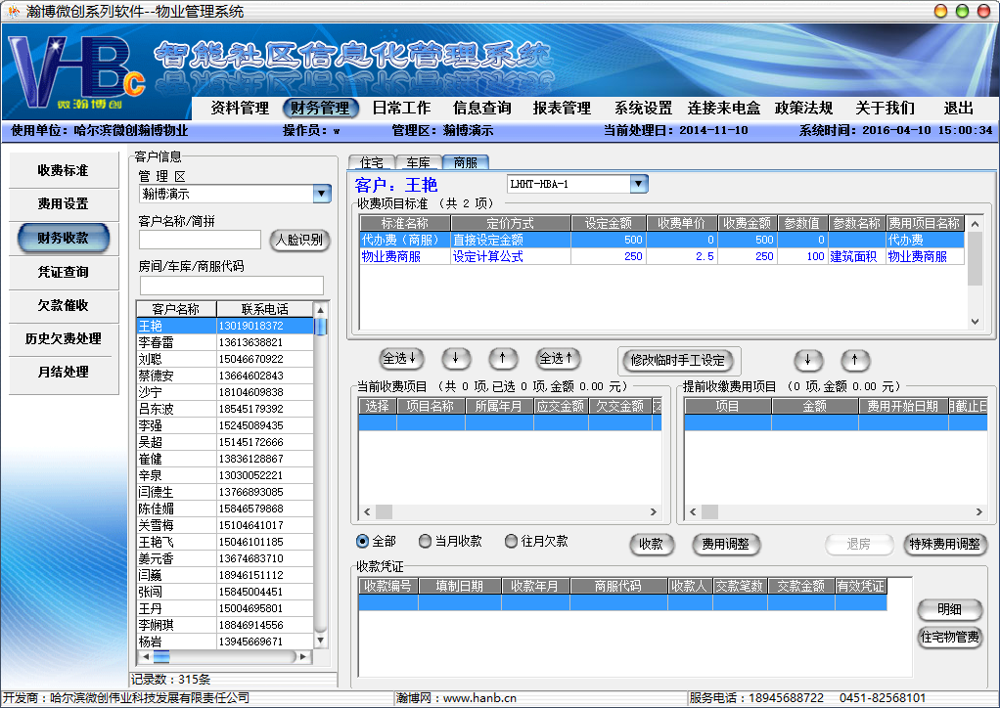 瀚博微创系列软件--物业管理系统
VHBc
微瀚博创
智能社区信息化管理系统
资料管理 财务管理 日常工作 信息查询 报表管理 系统设置 连接来电盒 政策法规 关于我们 退出
使用单位：哈尔滨微创瀚博物业 操作员：w 管理区：瀚博演示 当前处理日：2014-11-10 系统时间：2016-04-10 15:00:34
收费标准
费用设置
财务收款
凭证查询
欠款催收
历史欠费处理
月结处理
客户信息
管 理 区
瀚博演示
客户名称/简拼
人脸识别
房间/车库/商服代码
客户名称 联系电话
王艳 13019018372
李春雷 13613638821
刘聪 15046670922
蔡德安 13664602843
沙宁 18104609838
吕东波 18545179392
李强 15245089435
吴超 15145172666
崔健 13836128867
辛泉 13030052221
闫德生 13766893085
陈佳媚 15846579868
关雪梅 15104641017
王艳飞 15046101185
姜元香 13674683710
闫巍 18946151112
张闯 15845004451
王丹 15004695801
李娴琪 18846914556
杨岩 13945669671
记录数：315条
住宅 车库 商服
客户：王艳 LHHT-HBA-1
收费项目标准 （共 2 项）
标准名称 定价方式 设定金额 收费单价 收费金额 参数值 参数名称 费用项目名称
代办费（商服） 直接设定金额 500 0 500 0 代办费
物业费商服 设定计算公式 250 2.5 250 100 建筑面积 物业费商服
全选↓ ↓ ↑ 全选↑ 修改临时手工设定 ↓ ↑
当前收费项目 （共 0 项,已选 0 项,金额 0.00 元）
选择 项目名称 所属年月 应交金额 欠交金额
提前收缴费用项目 （0 项,金额 0.00 元）
项目 金额 费用开始日期 截止日
全部 当月收款 往月欠款 收款 费用调整 退房 特殊费用调整
收款凭证
收款编号 填制日期 收款年月 商服代码 收款人 交款笔数 交款金额 有效凭证
明细
住宅物管费
开发商：哈尔滨微创伟业科技发展有限责任公司 瀚博网：www.hanb.cn 服务电话：18945688722 0451-82568101